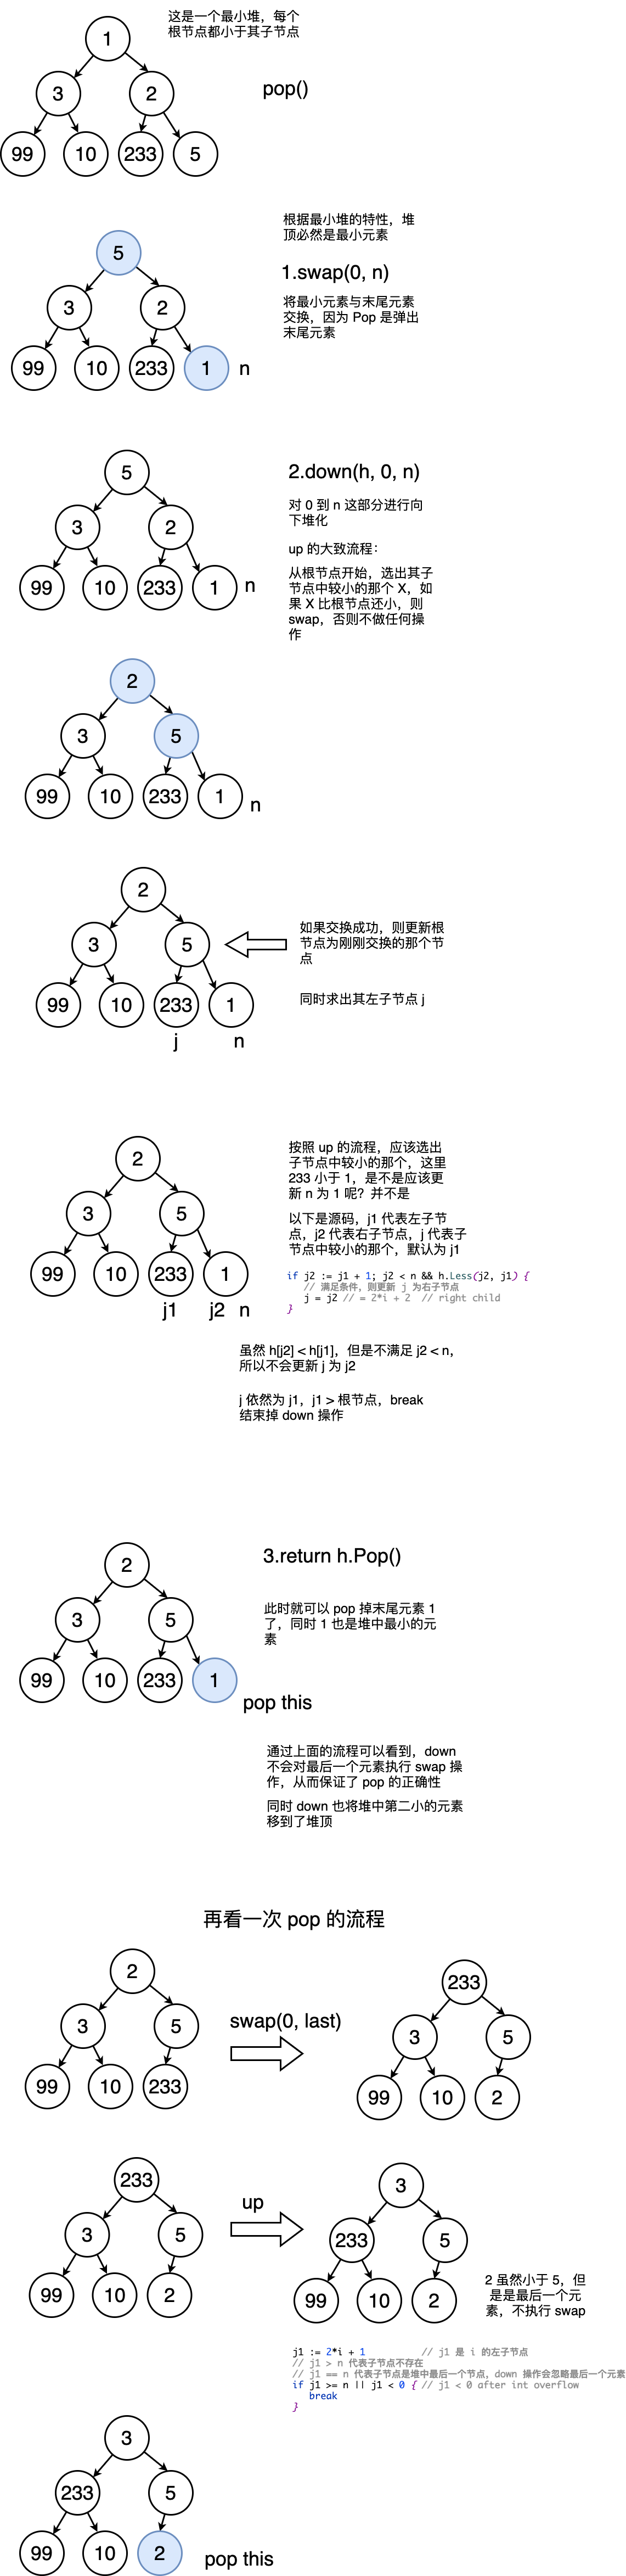 这是一个最小堆，每个
根节点都小于其子节点
1
3
2
pop()
99
10
233
5
根据最小堆的特性，堆
顶必然是最小元素
5
1.swap(0, n)
3
2
将最小元素与末尾元素
交换，因为 Pop 是弹出
末尾元素
99
10
233
1
n
5
2.down(h, 0, n)
对 0 到 n 这部分进行向
下堆化
3
2
up 的大致流程：
从根节点开始，选出其子
节点中较小的那个 X，如
果 X 比根节点还小，则
swap，否则不做任何操
作
99
10
233
1
n
2
3
5
99
10
233
1
n
2
3
5
如果交换成功，则更新根
节点为刚刚交换的那个节
点
同时求出其左子节点 j
99
10
233
1
j
n
2
按照 up 的流程，应该选出
子节点中较小的那个，这里
233 小于 1，是不是应该更
新 n 为 1 呢？并不是
3
5
以下是源码，j1 代表左子节
点，j2 代表右子节点，j 代表子
节点中较小的那个，默认为 j1
99
10
233
1
j1
j2
n
if j2 := j1 + 1; j2 < n && h.Less(j2, j1) {
// 满足条件，则更新 j 为右子节点
j = j2 // = 2*i + 2  // right child
}
虽然 h[j2] < h[j1]，但是不满足 j2 < n，
所以不会更新 j 为 j2
j 依然为 j1，j1 > 根节点，break
结束掉 down 操作
2
3.return h.Pop()
3
5
此时就可以 pop 掉末尾元素 1
了，同时 1 也是堆中最小的元
素
99
10
233
1
pop this
通过上面的流程可以看到，down
不会对最后一个元素执行 swap 操
作，从而保证了 pop 的正确性
同时 down 也将堆中第二小的元素
移到了堆顶
再看一次 pop 的流程
2
3
5
99
10
233
swap(0, last)
233
3
5
99
10
2
233
3
5
99
10
2
up
3
233
5
99
10
2
2 虽然小于 5，但
是是最后一个元
素，不执行 swap
j1 := 2*i + 1 // j1 是 i 的左子节点
// j1 > n 代表子节点不存在
// j1 == n 代表子节点是堆中最后一个节点，down 操作会忽略最后一个元素
if j1 >= n || j1 < 0 { // j1 < 0 after int overflow
break
}
3
233
5
99
10
2
pop this